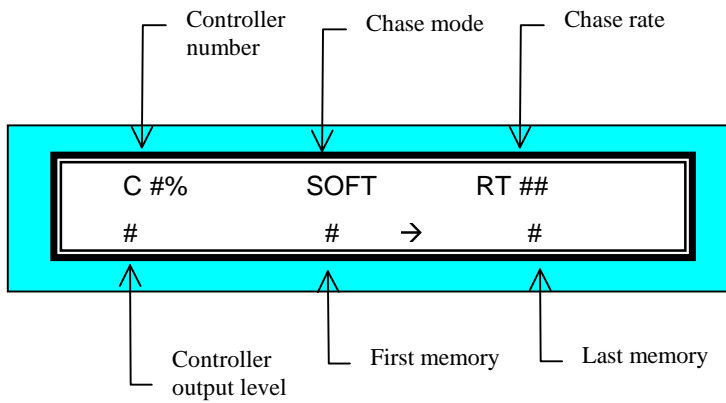 Controller
number
Chase mode
Chase rate
C #%
SOFT
RT ##
#
# →
#
Controller
output level
First memory
Last memory